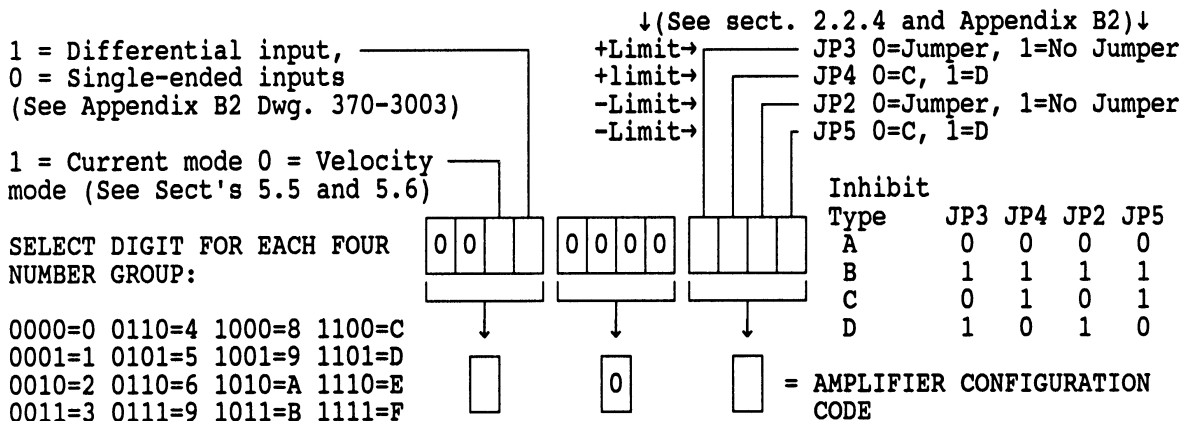 ↓(See sect. 2.2.4 and Appendix B2)↓
1 = Differential input,
0 = Single-ended inputs
(See Appendix B2 Dwg. 370-3003)
+Limit→ JP3 0=Jumper, 1=No Jumper
+limit→ JP4 0=C, 1=D
-Limit→ JP2 0=Jumper, 1=No Jumper
-Limit→ JP5 0=C, 1=D
1 = Current mode 0 = Velocity
mode (See Sect's 5.5 and 5.6)
Inhibit
Type JP3 JP4 JP2 JP5
A 0 0 0 0
B 1 1 1 1
C 0 1 0 1
D 1 0 1 0
SELECT DIGIT FOR EACH FOUR
NUMBER GROUP:
0 0 0 0 0 0
0000=0 0110=4 1000=8 1100=C
0001=1 0101=5 1001=9 1101=D
0010=2 0110=6 1010=A 1110=E
0011=3 0111=9 1011=B 1111=F
0 = AMPLIFIER CONFIGURATION
CODE